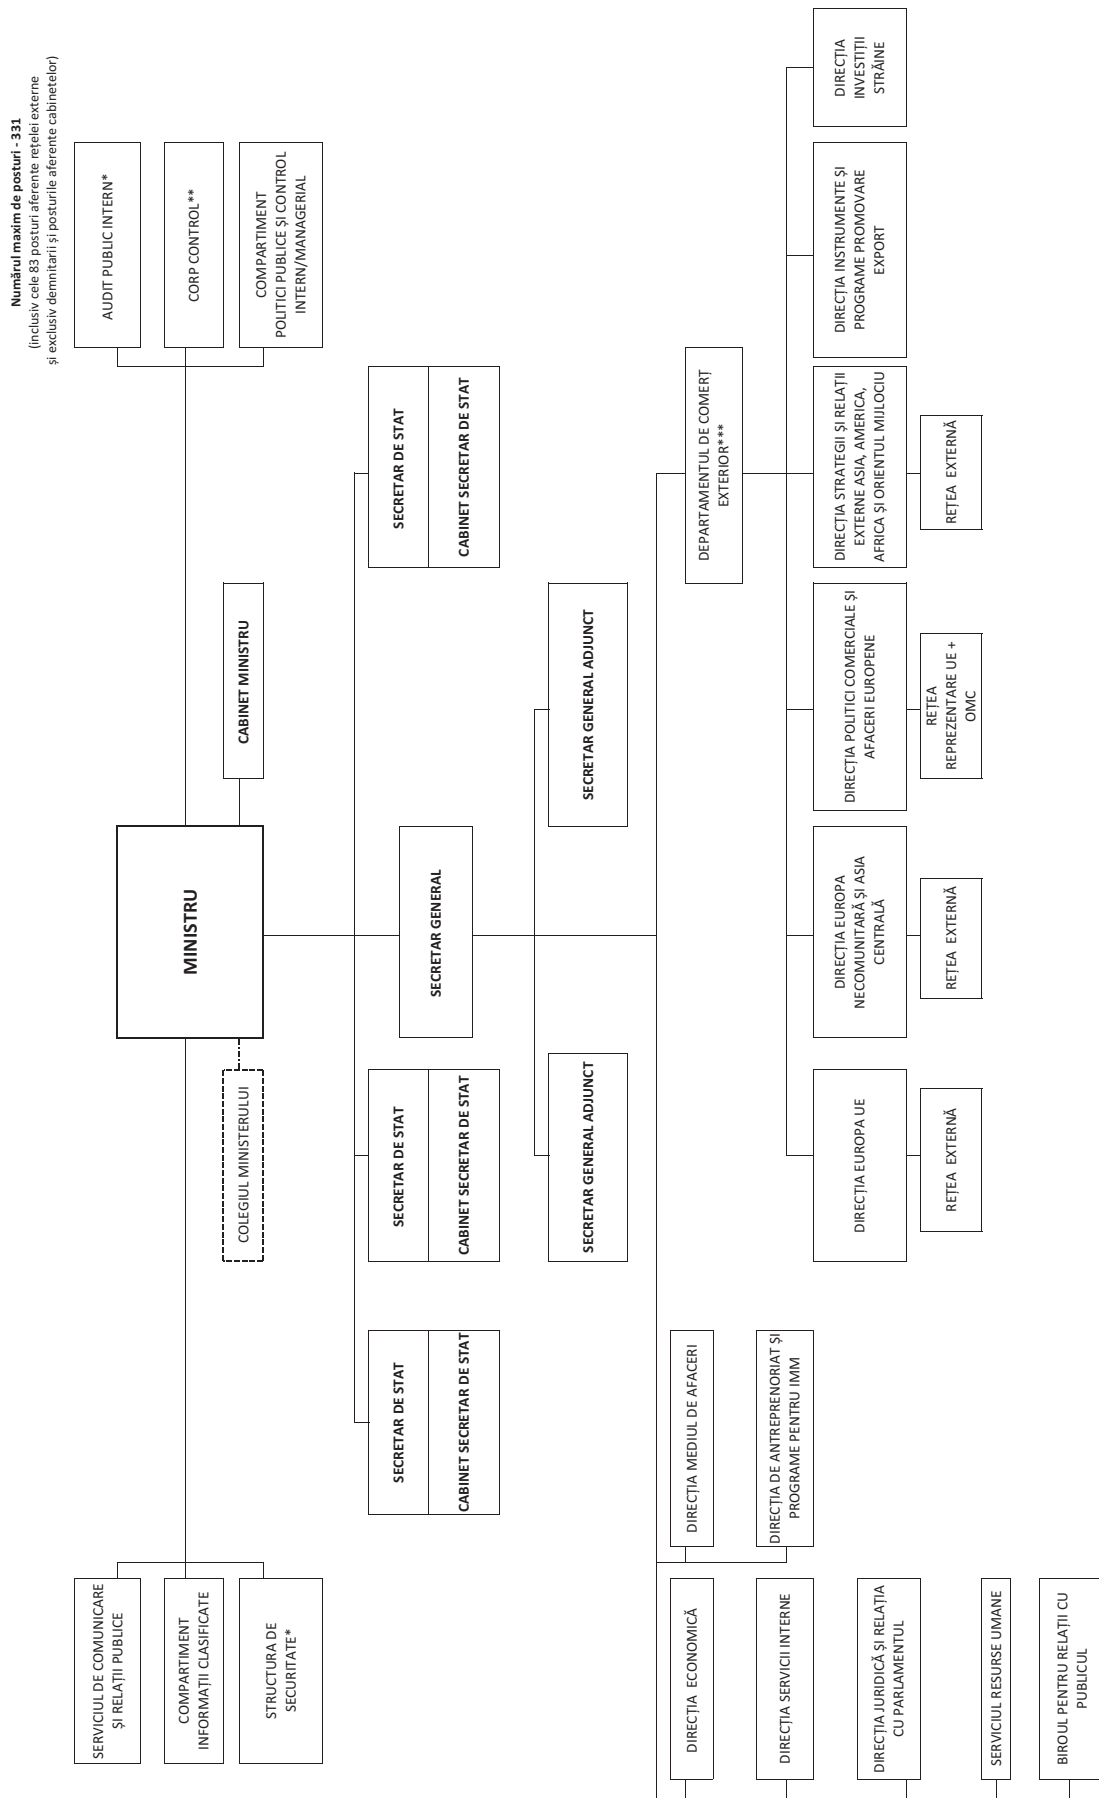 Numărul maxim de posturi - 331
(inclusiv cele 83 posturi aferente rețelei externe
și exclusiv demnitarii și posturile aferente cabinetelor)
SERVICIUL DE COMUNICARE
ȘI RELAȚII PUBLICE
COMPARTIMENT
INFORMAȚII CLASIFICATE
STRUCTURA DE
SECURITATE*
MINISTRU
COLEGIUL MINISTERULUI
CABINET MINISTRU
AUDIT PUBLIC INTERN*
CORP CONTROL**
COMPARTIMENT
POLITICI PUBLICE ȘI CONTROL
INTERN/MANAGERIAL
SECRETAR DE STAT
CABINET SECRETAR DE STAT
SECRETAR DE STAT
CABINET SECRETAR DE STAT
SECRETAR GENERAL
SECRETAR DE STAT
CABINET SECRETAR DE STAT
SECRETAR GENERAL ADJUNCT
SECRETAR GENERAL ADJUNCT
DIRECȚIA ECONOMICĂ
DIRECȚIA SERVICII INTERNE
DIRECȚIA JURIDICĂ ȘI RELAȚIA
CU PARLAMENTUL
SERVICIUL RESURSE UMANE
BIROUL PENTRU RELAȚII CU
PUBLICUL
DIRECȚIA MEDIUL DE AFACERI
DIRECȚIA DE ANTREPRENORIAT ȘI
PROGRAME PENTRU IMM
DEPARTAMENTUL DE COMERȚ
EXTERIOR***
DIRECȚIA EUROPA UE
REȚEA EXTERNĂ
DIRECȚIA EUROPA
NECOMUNITARĂ ȘI ASIA
CENTRALĂ
REȚEA EXTERNĂ
DIRECȚIA POLITICI COMERCIALE ȘI
AFACERI EUROPENE
REȚEA
REPREZENTARE UE +
OMC
DIRECȚIA STRATEGII ȘI RELAȚII
EXTERNE ASIA, AMERICA,
AFRICA ȘI ORIENTUL MIJLOCIU
REȚEA EXTERNĂ
DIRECȚIA INSTRUMENTE ȘI
PROGRAME PROMOVARE
EXPORT
DIRECȚIA
INVESTIȚII
STRĂINE